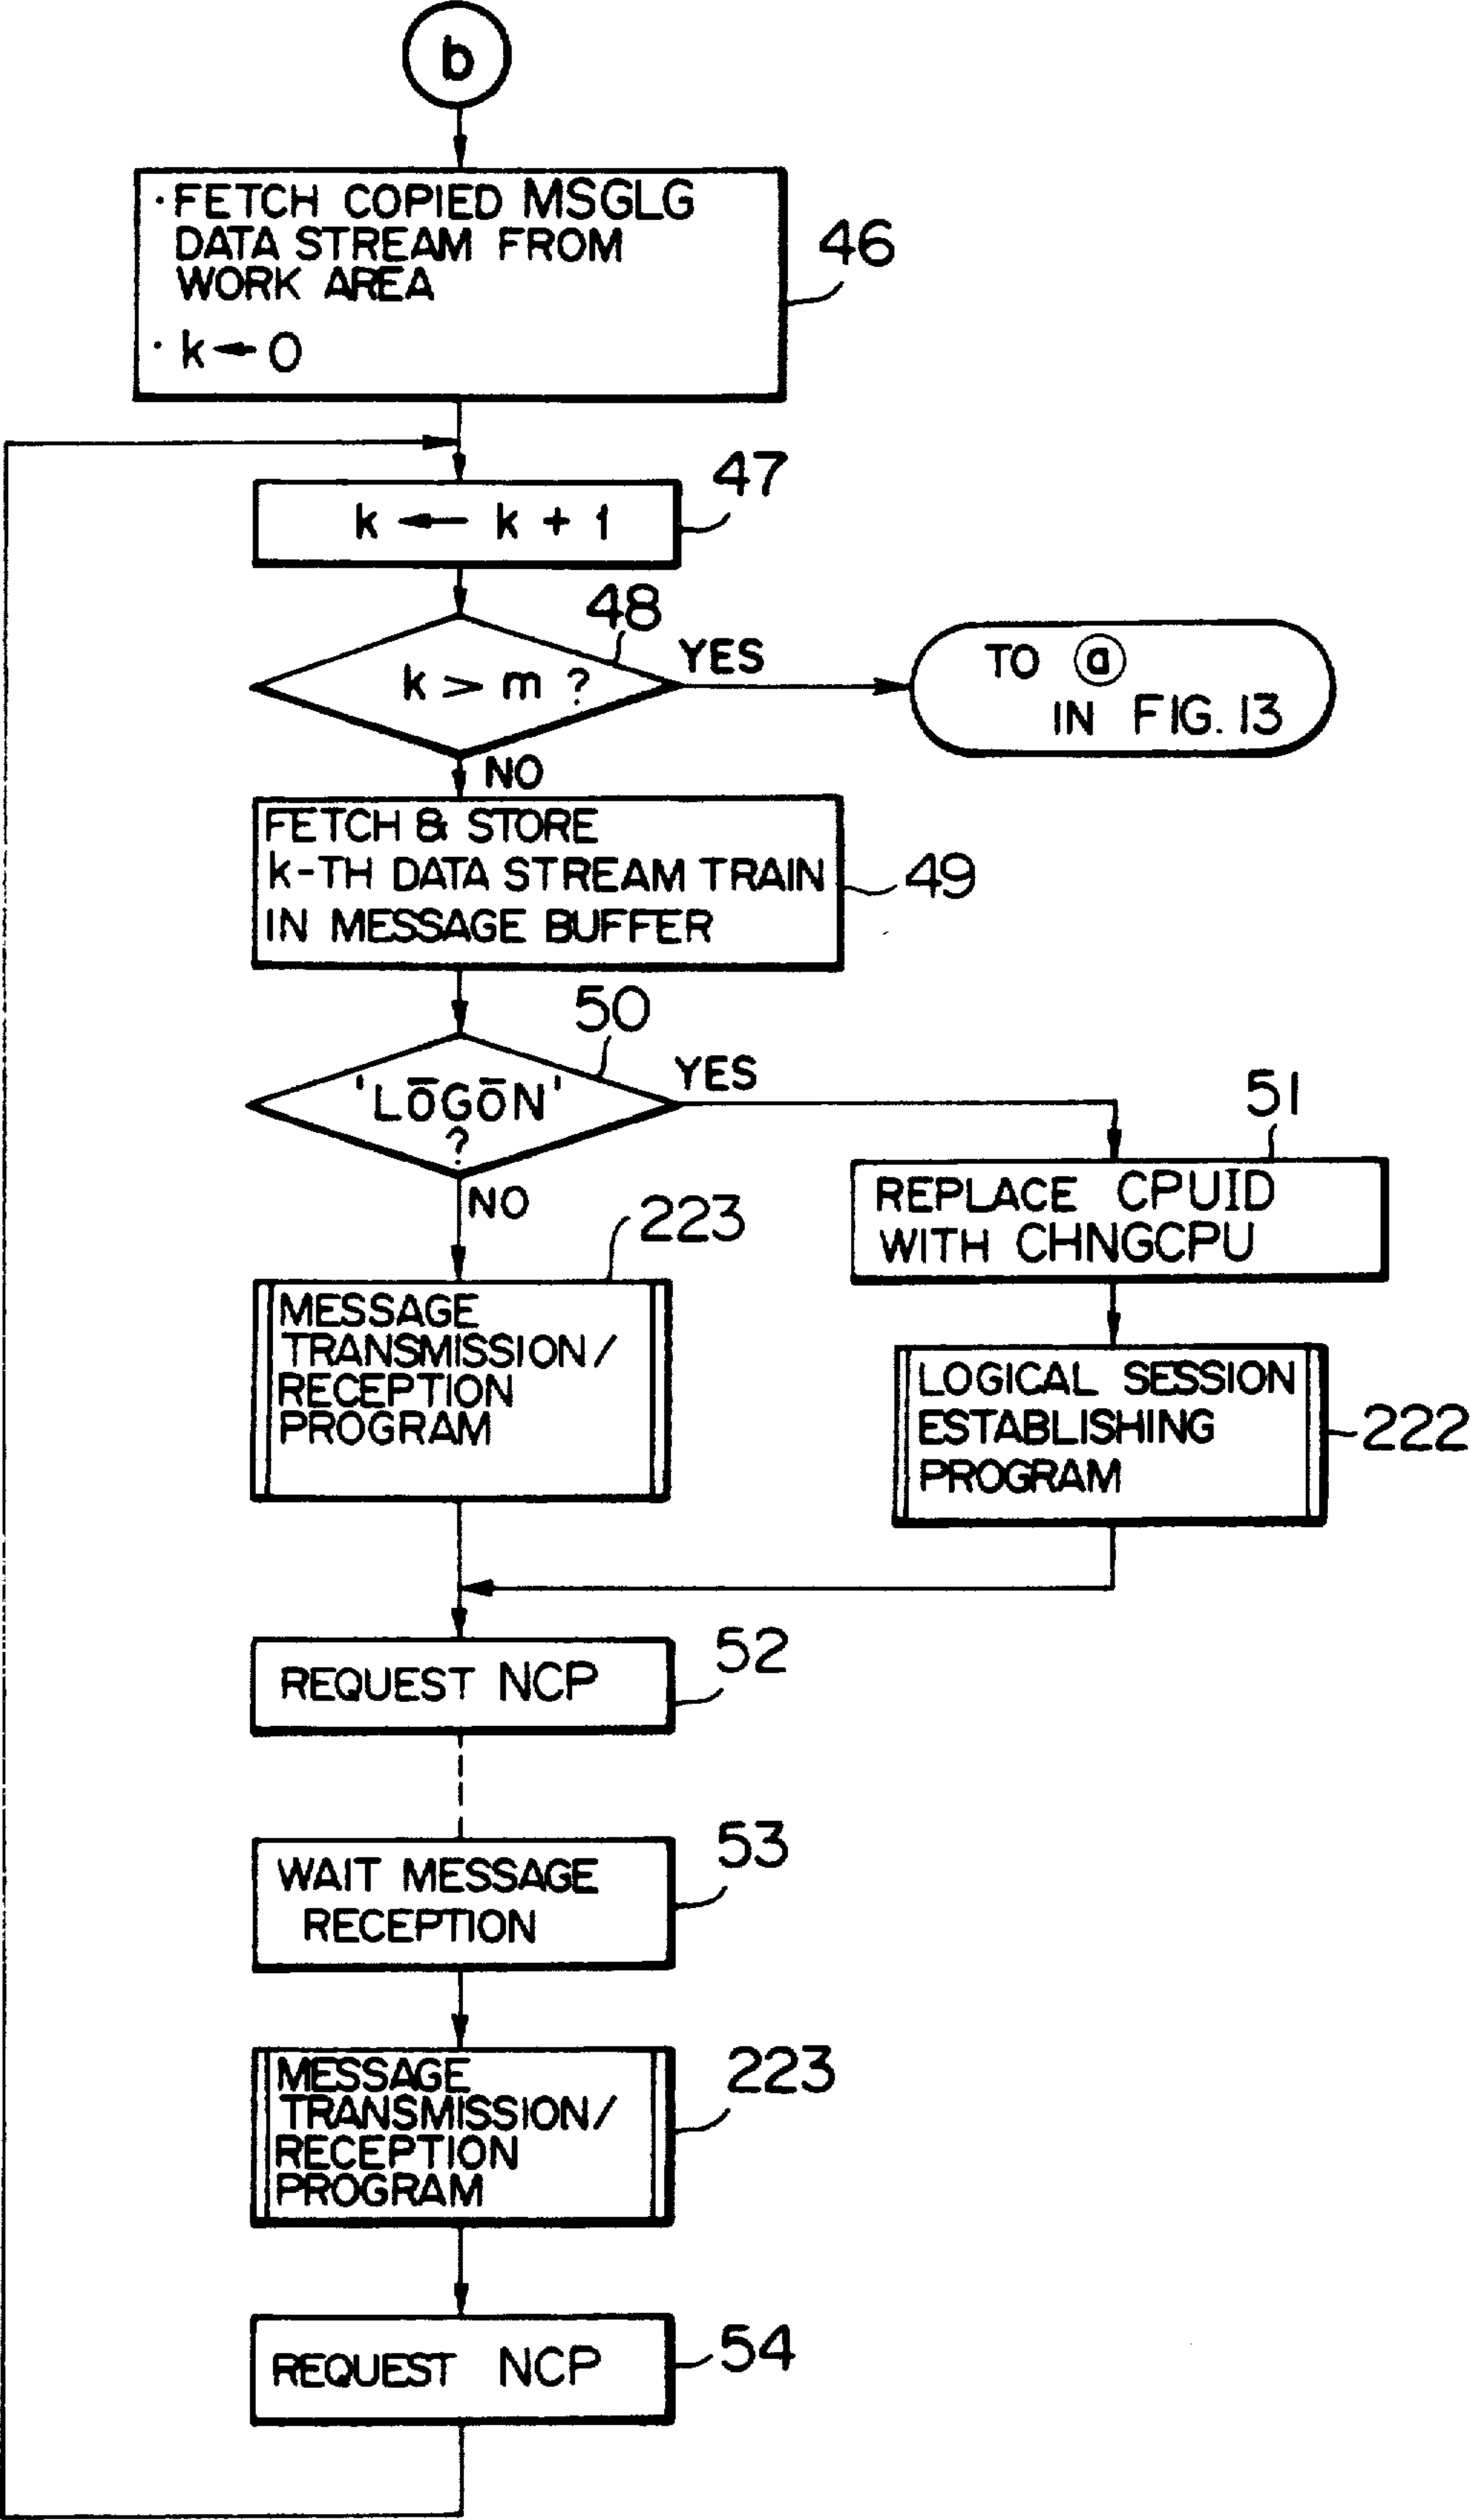 b
· FETCH COPIED MSGLG
DATA STREAM FROM
WORK AREA
· k ← 0
46
47
k ← k + 1
48
k > m ?
YES
TO ⓐ
IN FIG. 13
NO
FETCH & STORE
k-TH DATA STREAM TRAIN
IN MESSAGE BUFFER
49
50
'LŌGŌN'
?
YES
51
NO
REPLACE CPUID
WITH CHNGCPU
223
MESSAGE
TRANSMISSION/
RECEPTION
PROGRAM
LOGICAL SESSION
ESTABLISHING
PROGRAM
222
52
REQUEST NCP
53
WAIT MESSAGE
RECEPTION
223
MESSAGE
TRANSMISSION/
RECEPTION
PROGRAM
54
REQUEST NCP